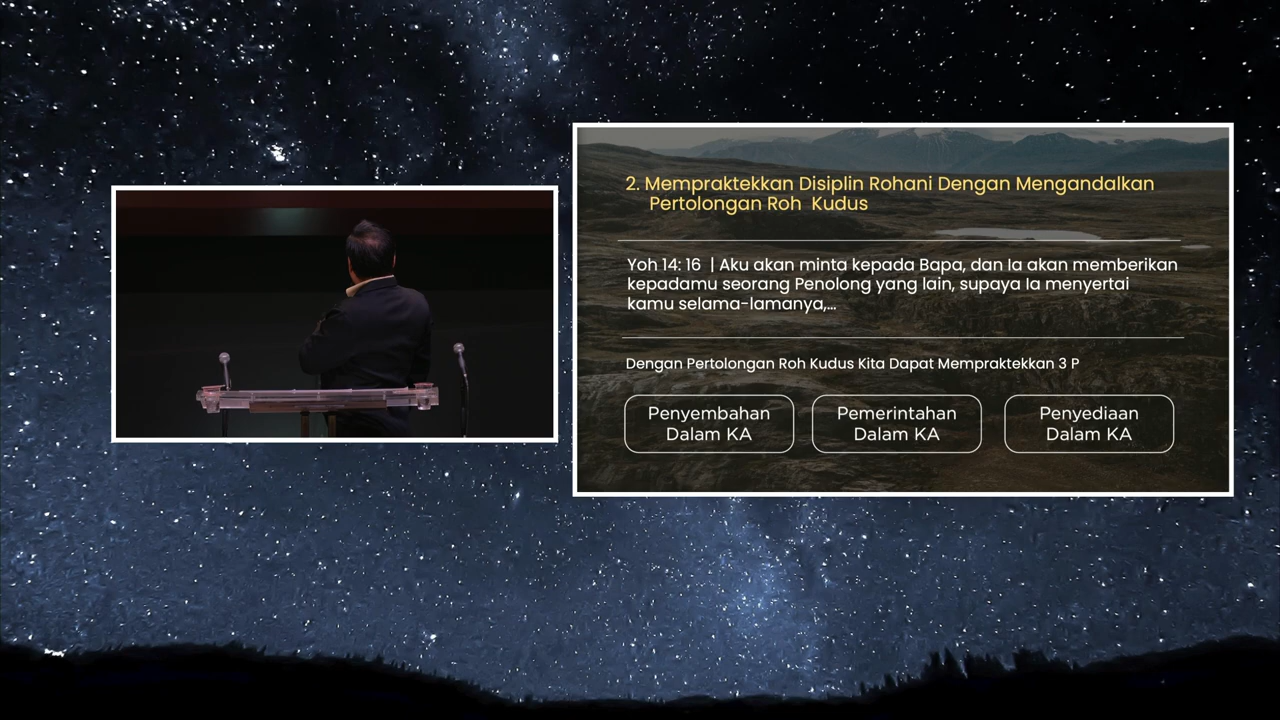 2. Mempraktekkan Disiplin Rohani Dengan Mengandalkan
Pertolongan Roh Kudus
Yoh 14: 16 | Aku akan minta kepada Bapa, dan Ia akan memberikan
kepadamu seorang Penolong yang lain, supaya Ia menyertai
kamu selama-lamanya,...
Dengan Pertolongan Roh Kudus Kita Dapat Mempraktekkan 3 P
Penyembahan
Dalam KA
Pemerintahan
Dalam KA
Penyediaan
Dalam KA